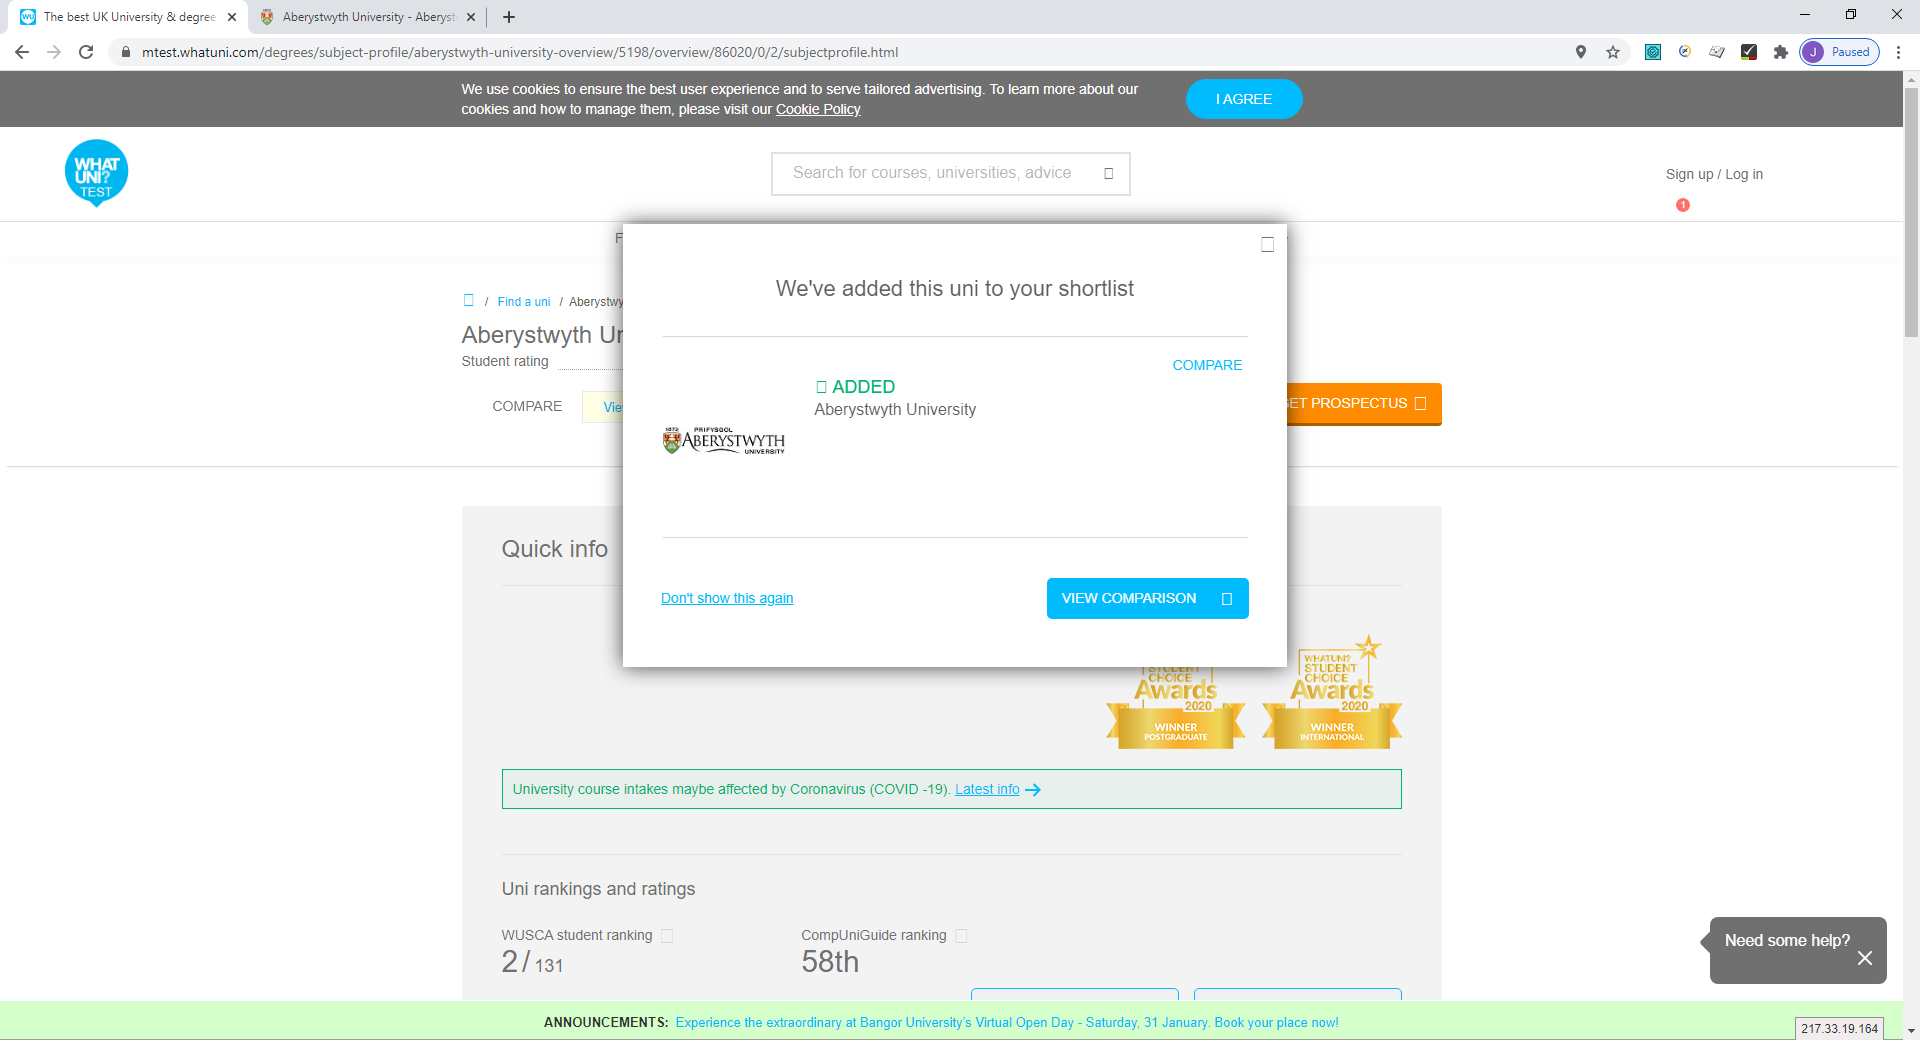 The best UK University & degree
Aberystwyth University - Aberyst
mtest.whatuni.com/degrees/subject-profile/aberystwyth-university-overview/5198/overview/86020/0/2/subjectprofile.html
J Paused
We use cookies to ensure the best user experience and to serve tailored advertising. To learn more about our
cookies and how to manage them, please visit our Cookie Policy
I AGREE
WHAT
UNI?
TEST
Search for courses, universities, advice
Sign up / Log in
1
F
We've added this uni to your shortlist
/ Find a uni / Aberystwy
Aberystwyth Un
Student rating
COMPARE
Vie
COMPARE
ADDED
Aberystwyth University
1872 PRIFYSGOL
ABERYSTWYTH
UNIVERSITY
GET PROSPECTUS
Quick info
Don't show this again
VIEW COMPARISON
STUDENT
CHOICE
Awards
2020
WINNER
POSTGRADUATE
WHATUNI?
STUDENT
CHOICE
Awards
2020
WINNER
INTERNATIONAL
University course intakes maybe affected by Coronavirus (COVID -19). Latest info
Uni rankings and ratings
WUSCA student ranking
2 / 131
CompUniGuide ranking
58th
Need some help?
ANNOUNCEMENTS: Experience the extraordinary at Bangor University's Virtual Open Day - Saturday, 31 January. Book your place now!
217.33.19.164